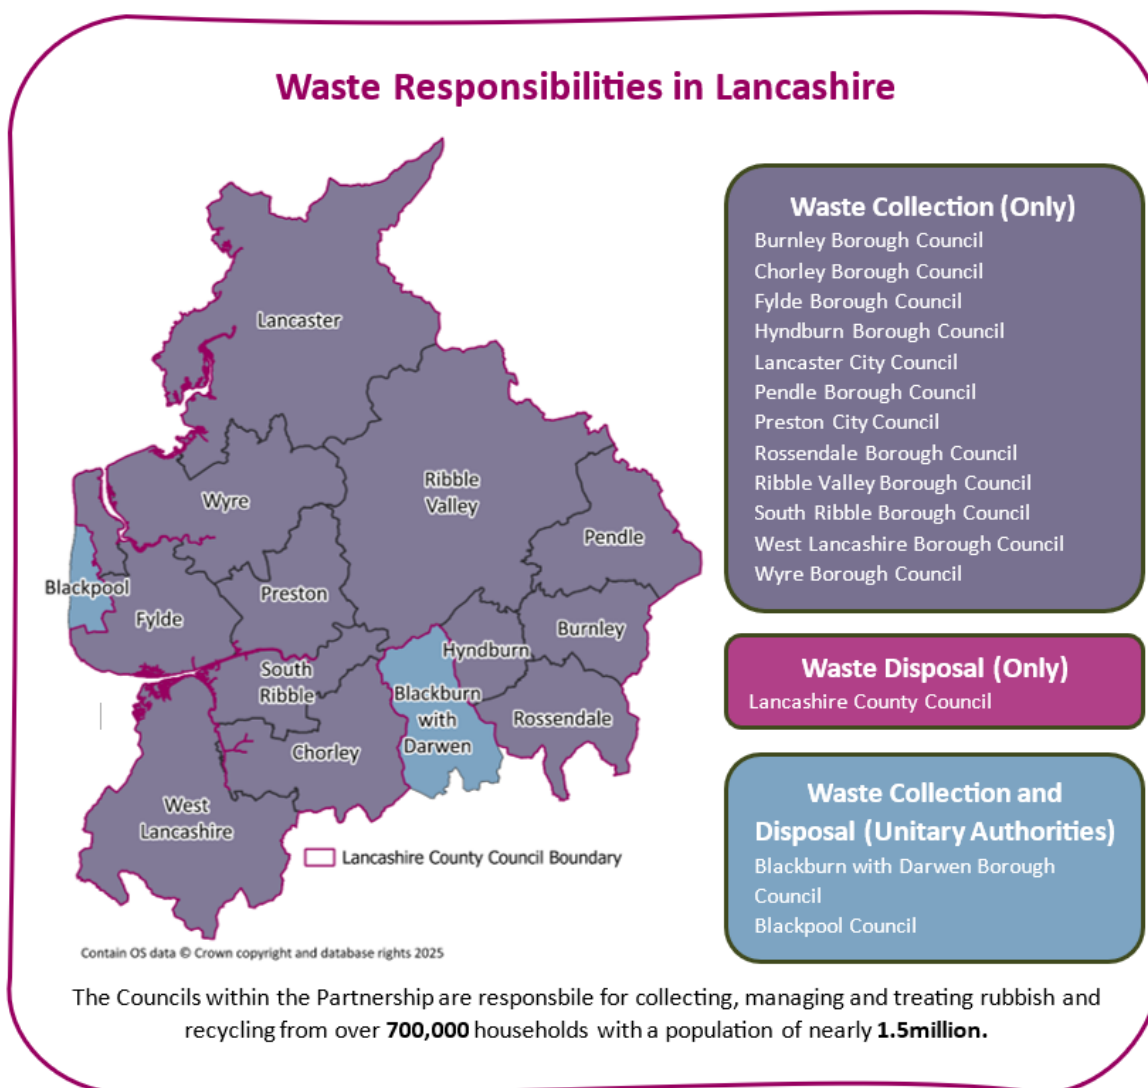 Waste Responsibilities in Lancashire
Lancaster
Wyre
Ribble
Valley
Pendle
Blackpool
Fylde
Preston
Burnley
Hyndburn
South
Ribble
Blackburn
with
Darwen
Rossendale
Chorley
West
Lancashire
Lancashire County Council Boundary
Contain OS data © Crown copyright and database rights 2025
Waste Collection (Only)
Burnley Borough Council
Chorley Borough Council
Fylde Borough Council
Hyndburn Borough Council
Lancaster City Council
Pendle Borough Council
Preston City Council
Rossendale Borough Council
Ribble Valley Borough Council
South Ribble Borough Council
West Lancashire Borough Council
Wyre Borough Council
Waste Disposal (Only)
Lancashire County Council
Waste Collection and
Disposal (Unitary Authorities)
Blackburn with Darwen Borough
Council
Blackpool Council
The Councils within the Partnership are responsbile for collecting, managing and treating rubbish and
recycling from over 700,000 households with a population of nearly 1.5million.